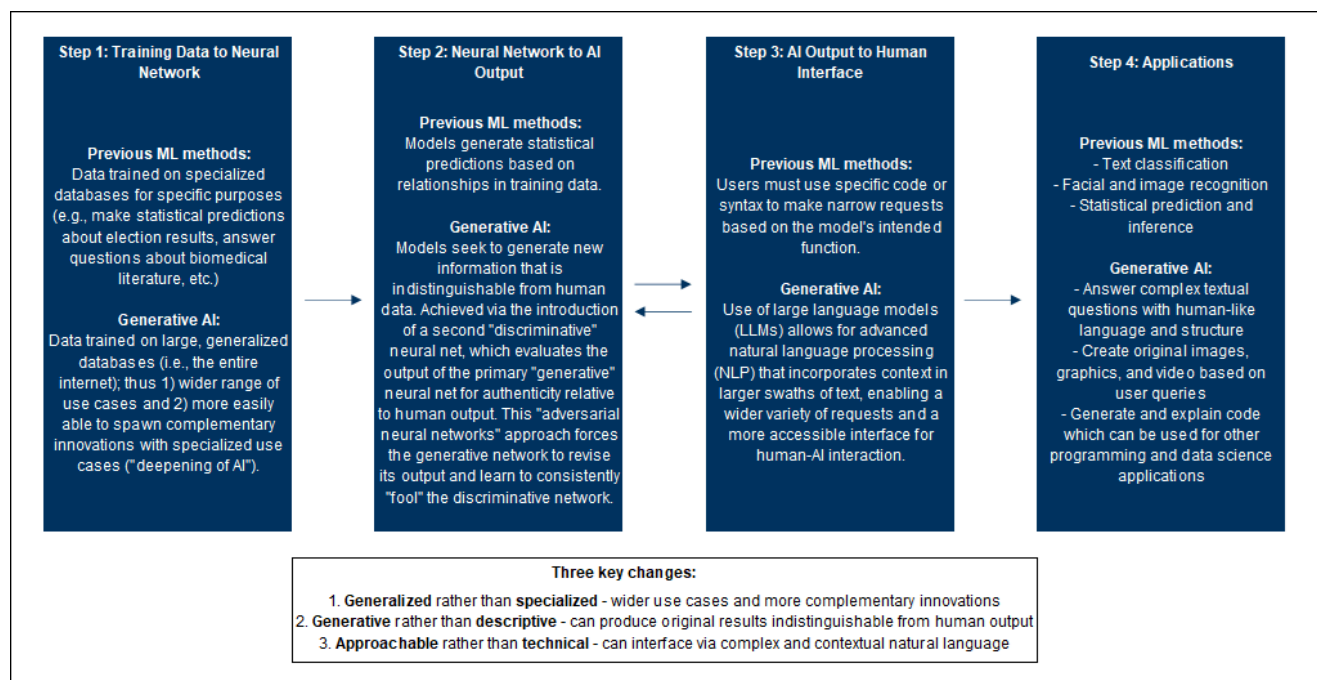 Step 1: Training Data to Neural
Network
Previous ML methods:
Data trained on specialized
databases for specific purposes
(e.g., make statistical predictions
about election results, answer
questions about biomedical
literature, etc.)
Generative AI:
Data trained on large, generalized
databases (i.e., the entire
internet); thus 1) wider range of
use cases and 2) more easily
able to spawn complementary
innovations with specialized use
cases ("deepening of AI").
Step 2: Neural Network to AI
Output
Previous ML methods:
Models generate statistical
predictions based on
relationships in training data.
Generative AI:
Models seek to generate new
information that is
indistinguishable from human
data. Achieved via the introduction
of a second "discriminative"
neural net, which evaluates the
output of the primary "generative"
neural net for authenticity relative
to human output. This "adversarial
neural networks" approach forces
the generative network to revise
its output and learn to consistently
"fool" the discriminative network.
Step 3: AI Output to Human
Interface
Previous ML methods:
Users must use specific code or
syntax to make narrow requests
based on the model's intended
function.
Generative AI:
Use of large language models
(LLMs) allows for advanced
natural language processing
(NLP) that incorporates context in
larger swaths of text, enabling a
wider variety of requests and a
more accessible interface for
human-AI interaction.
Step 4: Applications
Previous ML methods:
- Text classification
- Facial and image recognition
- Statistical prediction and
inference
Generative AI:
- Answer complex textual
questions with human-like
language and structure
- Create original images,
graphics, and video based on
user queries
- Generate and explain code
which can be used for other
programming and data science
applications
Three key changes:
1. Generalized rather than specialized - wider use cases and more complementary innovations
2. Generative rather than descriptive - can produce original results indistinguishable from human output
3. Approachable rather than technical - can interface via complex and contextual natural language